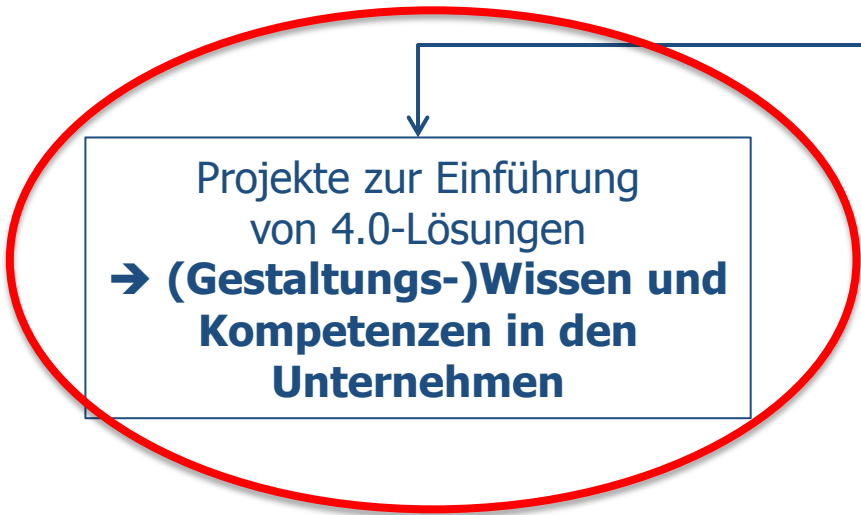 Projekte zur Einführung
von 4.0-Lösungen
➔ (Gestaltungs-)Wissen und
Kompetenzen in den
Unternehmen